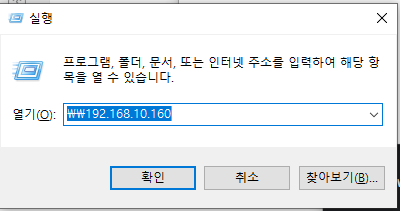 실행
프로그램, 폴더, 문서, 또는 인터넷 주소를 입력하여 해당 항
목을 열 수 있습니다.
열기(O): ₩₩192.168.10.160
확인 취소 찾아보기(B)...